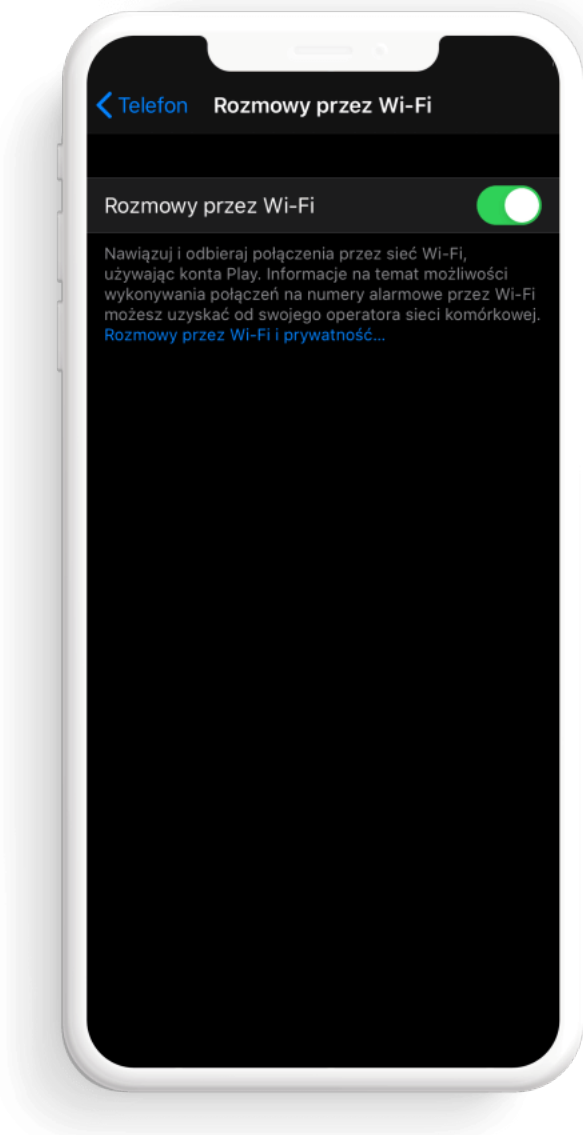 Telefon Rozmowy przez Wi-Fi
Rozmowy przez Wi-Fi
Nawiązuj i odbieraj połączenia przez sieć Wi-Fi,
używając konta Play. Informacje na temat możliwości
wykonywania połączeń na numery alarmowe przez Wi-Fi
możesz uzyskać od swojego operatora sieci komórkowej.
Rozmowy przez Wi-Fi i prywatność...